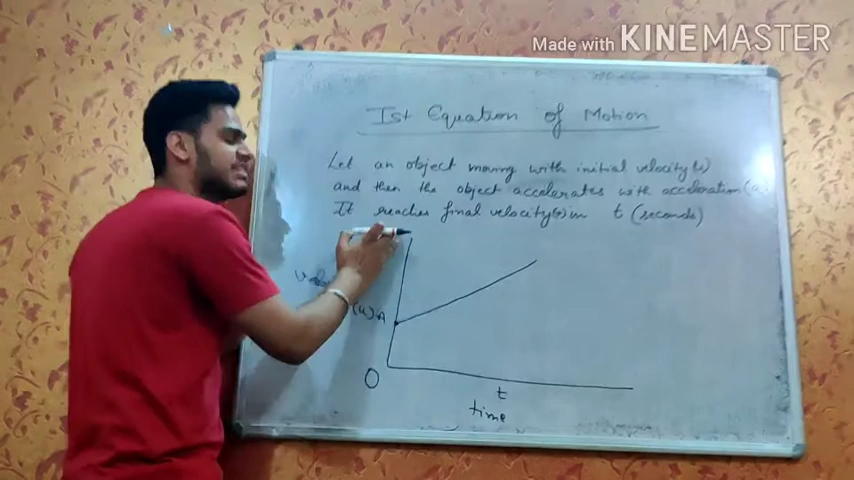 Made with KINEMASTER
Ist Equation of Motion
Let an object moving with initial velocity (u)
and then the object accelerates with acceleration (a)
It reaches final velocity (v) in t (seconds)
(u) A
O
t
time